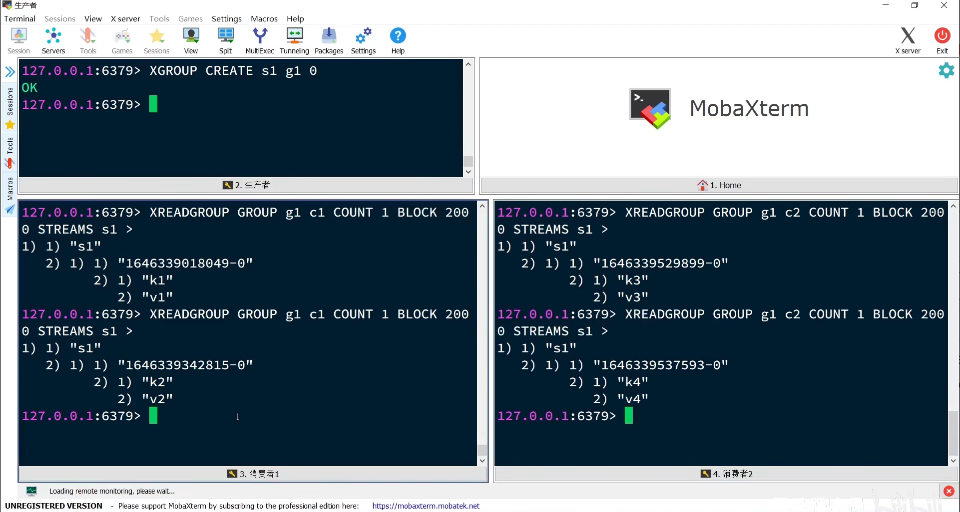 生产者
Terminal Sessions View X server Tools Games Settings Macros Help
Session Servers Tools Games Sessions View Split MultiExec Tunneling Packages Settings Help X server Exit
Sessions
Tools
Macros
127.0.0.1:6379> XGROUP CREATE s1 g1 0
OK
127.0.0.1:6379>
2. 生产者
MobaXterm
1. Home
127.0.0.1:6379> XREADGROUP GROUP g1 c1 COUNT 1 BLOCK 200
0 STREAMS s1 >
1) 1) "s1"
2) 1) 1) "1646339018049-0"
2) 1) "k1"
2) "v1"
127.0.0.1:6379> XREADGROUP GROUP g1 c1 COUNT 1 BLOCK 200
0 STREAMS s1 >
1) 1) "s1"
2) 1) 1) "1646339342815-0"
2) 1) "k2"
2) "v2"
127.0.0.1:6379>
3. 消费者1
127.0.0.1:6379> XREADGROUP GROUP g1 c2 COUNT 1 BLOCK 200
0 STREAMS s1 >
1) 1) "s1"
2) 1) 1) "1646339529899-0"
2) 1) "k3"
2) "v3"
127.0.0.1:6379> XREADGROUP GROUP g1 c2 COUNT 1 BLOCK 200
0 STREAMS s1 >
1) 1) "s1"
2) 1) 1) "1646339537593-0"
2) 1) "k4"
2) "v4"
127.0.0.1:6379>
4. 消费者2
Loading remote monitoring, please wait...
UNREGISTERED VERSION - Please support MobaXterm by subscribing to the professional edition here: https://mobaxterm.mobatek.net